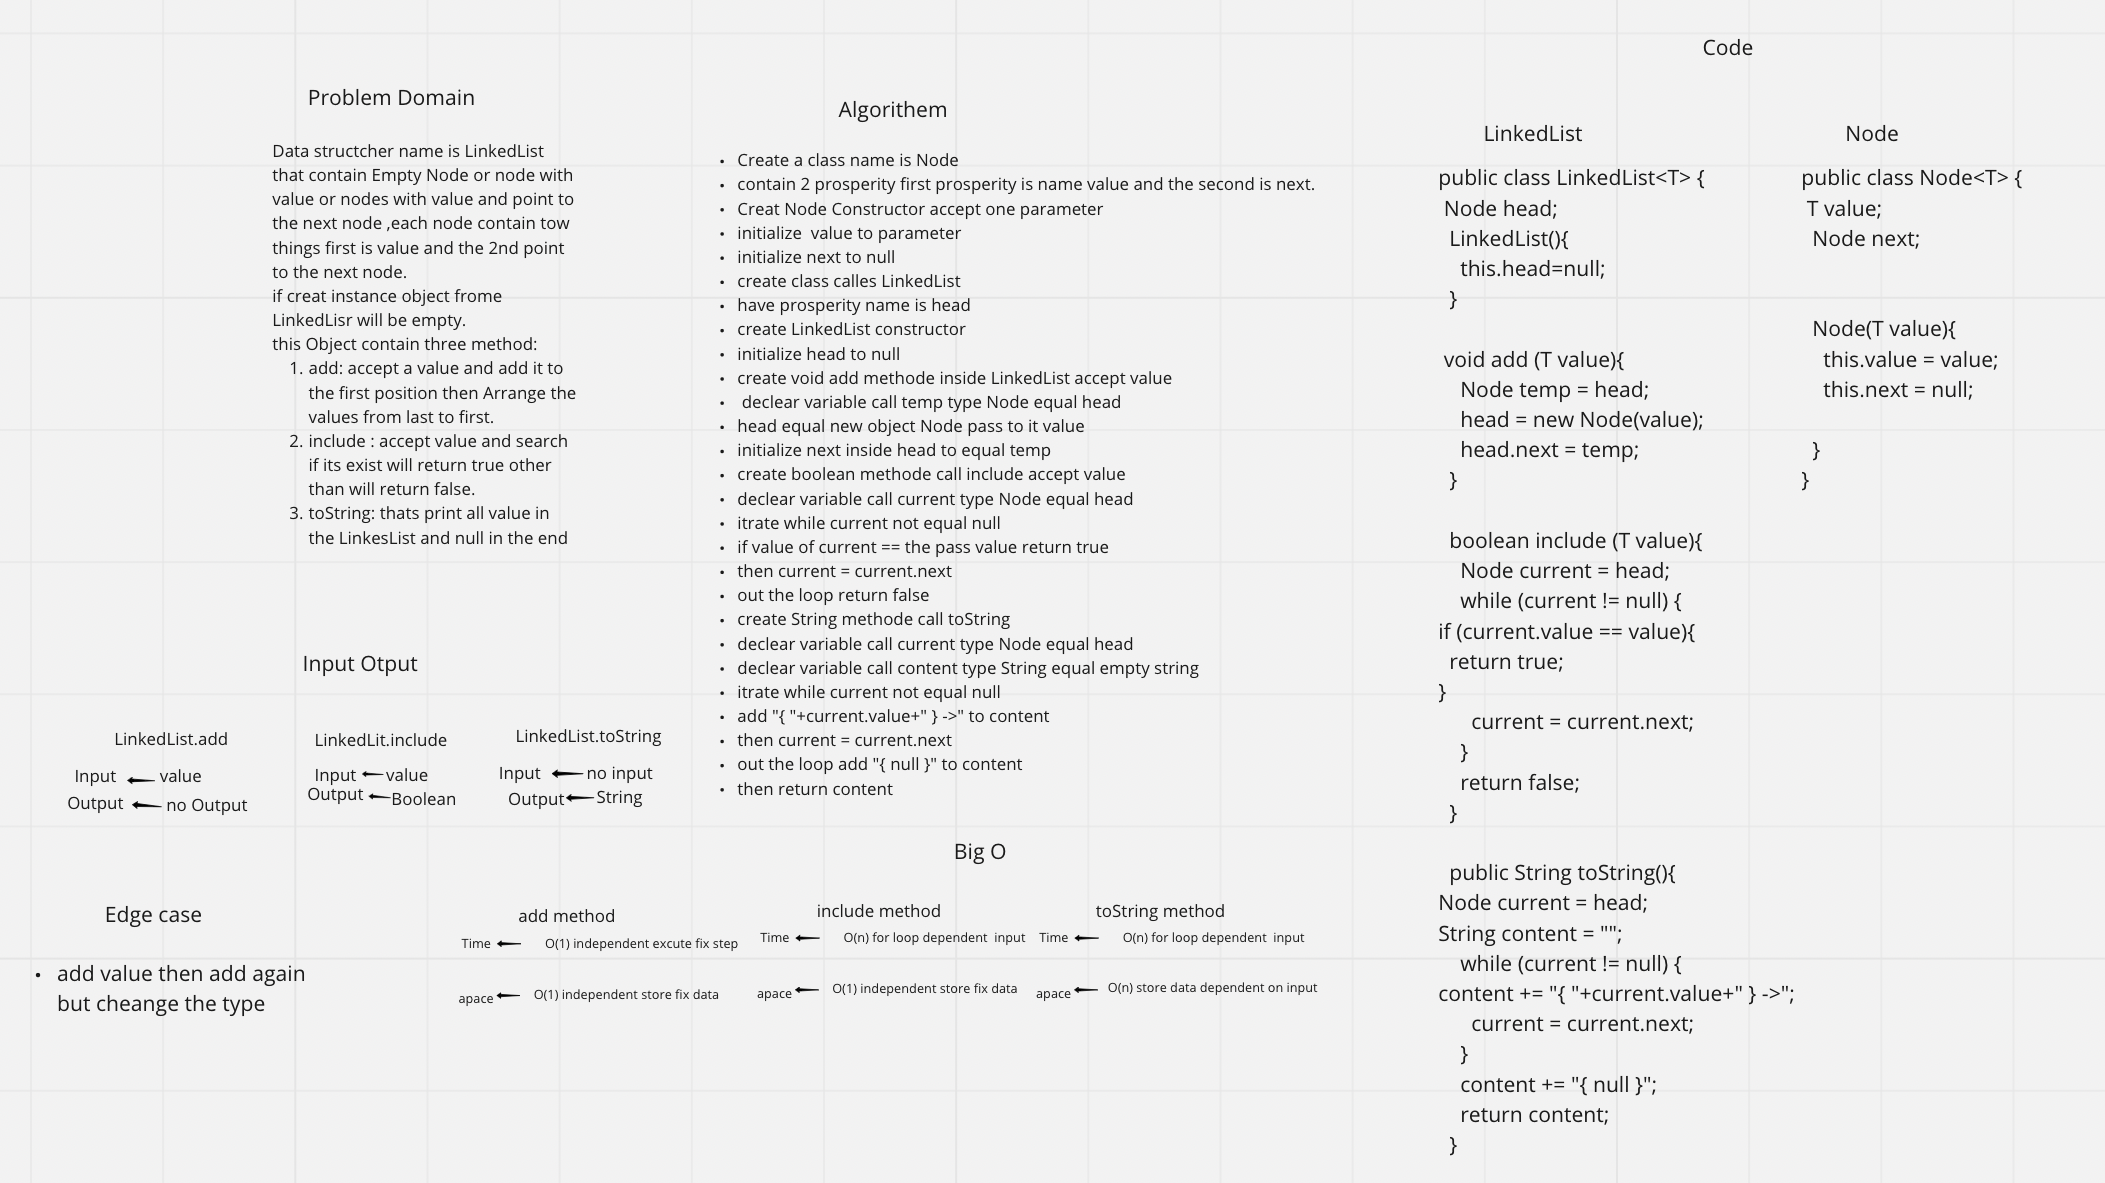 Problem Domain
Data structcher name is LinkedList
that contain Empty Node or node with
value or nodes with value and point to
the next node ,each node contain tow
things first is value and the 2nd point
to the next node.
if creat instance object frome
LinkedLisr will be empty.
this Object contain three method:
1. add: accept a value and add it to
the first position then Arrange the
values from last to first.
2. include : accept value and search
if its exist will return true other
than will return false.
3. toString: thats print all value in
the LinkesList and null in the end
Input Otput
LinkedList.add
Input value
Output no Output
LinkedLit.include
Input value
Output Boolean
LinkedList.toString
Input no input
Output String
Edge case
• add value then add again
but cheange the type
Algorithem
• Create a class name is Node
• contain 2 prosperity first prosperity is name value and the second is next.
• Creat Node Constructor accept one parameter
• initialize  value to parameter
• initialize next to null
• create class calles LinkedList
• have prosperity name is head
• create LinkedList constructor
• initialize head to null
• create void add methode inside LinkedList accept value
• declear variable call temp type Node equal head
• head equal new object Node pass to it value
• initialize next inside head to equal temp
• create boolean methode call include accept value
• declear variable call current type Node equal head
• itrate while current not equal null
• if value of current == the pass value return true
• then current = current.next
• out the loop return false
• create String methode call toString
• declear variable call current type Node equal head
• declear variable call content type String equal empty string
• itrate while current not equal null
• add "{ "+current.value+" } ->" to content
• then current = current.next
• out the loop add "{ null }" to content
• then return content
Big O
add method
Time O(1) independent excute fix step
apace O(1) independent store fix data
include method
Time O(n) for loop dependent  input
apace O(1) independent store fix data
toString method
Time O(n) for loop dependent  input
apace O(n) store data dependent on input
Code
LinkedList
public class LinkedList<T> {
Node head;
LinkedList(){
this.head=null;
}
void add (T value){
Node temp = head;
head = new Node(value);
head.next = temp;
}
boolean include (T value){
Node current = head;
while (current != null) {
if (current.value == value){
return true;
}
current = current.next;
}
return false;
}
public String toString(){
Node current = head;
String content = "";
while (current != null) {
content += "{ "+current.value+" } ->";
current = current.next;
}
content += "{ null }";
return content;
}
Node
public class Node<T> {
T value;
Node next;
Node(T value){
this.value = value;
this.next = null;
}
}